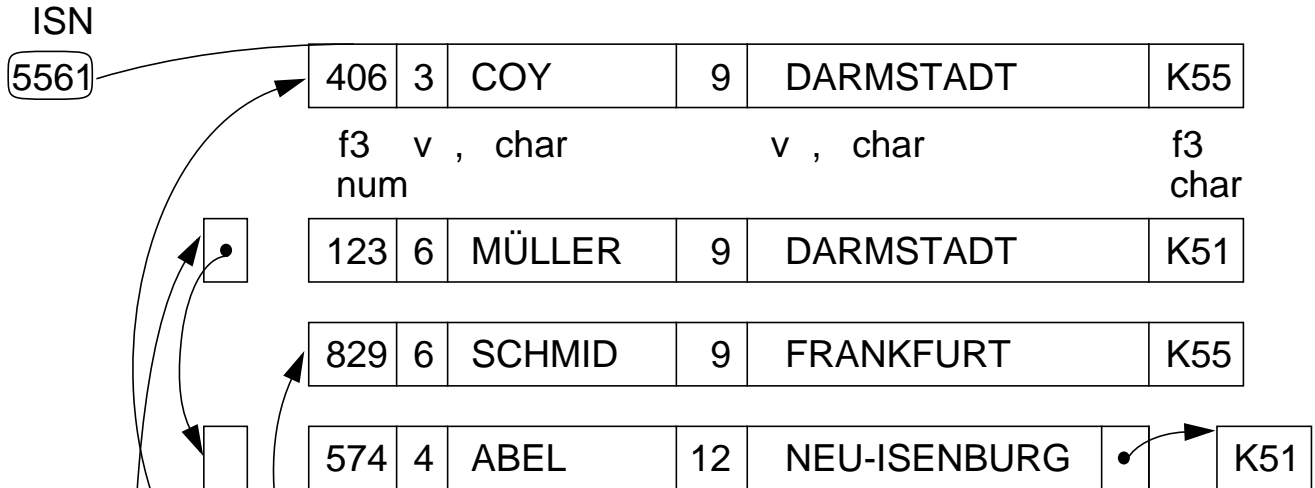 ISN
5561 406 3 COY 9 DARMSTADT K55
f3 v , char v , char f3
num char
123 6 MÜLLER 9 DARMSTADT K51
829 6 SCHMID 9 FRANKFURT K55
574 4 ABEL 12 NEU-ISENBURG K51